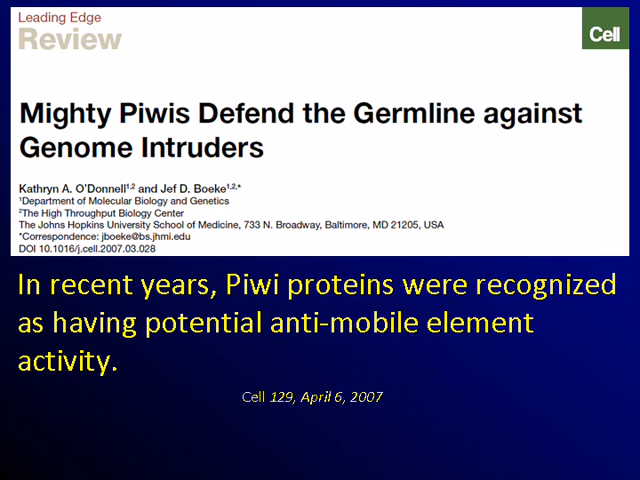 Leading Edge
Review
Cell
Mighty Piwis Defend the Germline against
Genome Intruders
Kathryn A. O'Donnell1,2 and Jef D. Boeke1,2,*
1Department of Molecular Biology and Genetics
2The High Throughput Biology Center
The Johns Hopkins University School of Medicine, 733 N. Broadway, Baltimore, MD 21205, USA
*Correspondence: jboeke@bs.jhmi.edu
DOI 10.1016/j.cell.2007.03.028
In recent years, Piwi proteins were recognized
as having potential anti-mobile element
activity.
Cell 129, April 6, 2007